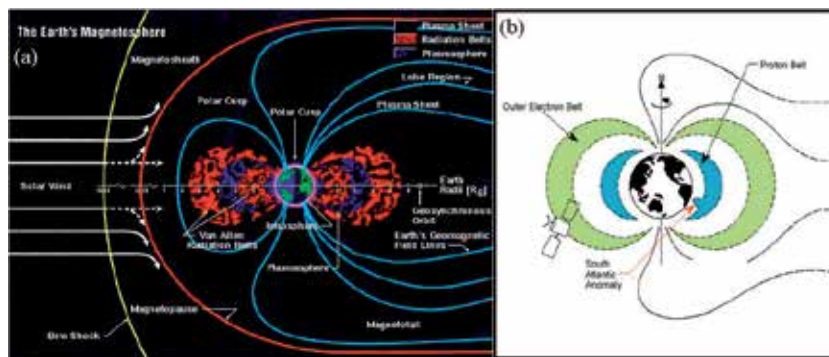 The Earth's Magnetosphere
(a)
Plasma Sheet
Radiation Belts
Plasmasphere
Magnetosheath
Polar Cusp
Polar Cusp
Lobe Region
Plasma Sheet
Solar Wind
Earth
Radii [RE]
Geosynchronous
Orbit
Van Allen
Radiation Belts
Ionosphere
Plasmasphere
Earth's Geomagnetic
Field Lines
Magnetopause
Magnetotail
Bow Shock
(b)
N
Proton Belt
Outer Electron Belt
South
Atlantic
Anomaly